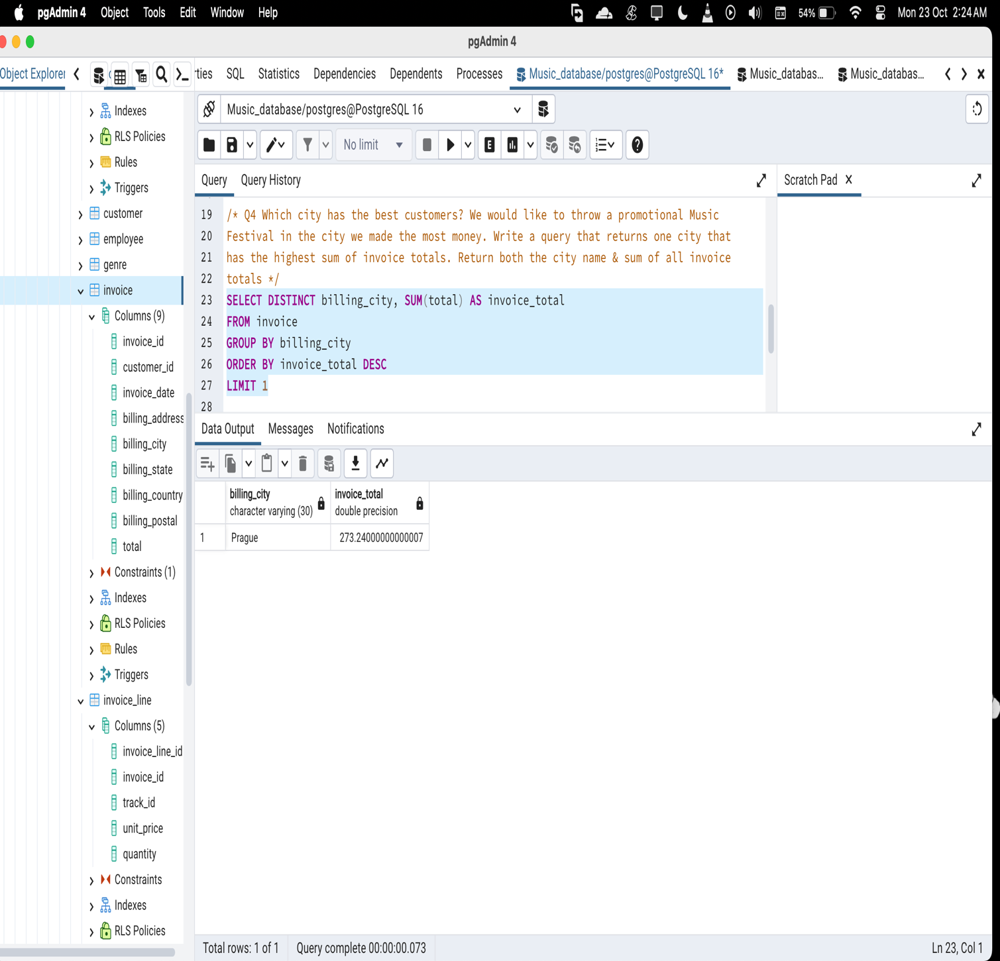 pgAdmin 4 Object Tools Edit Window Help 54% Mon 23 Oct 2:24 AM
pgAdmin 4
Object Explorer
rties SQL Statistics Dependencies Dependents Processes Music_database/postgres@PostgreSQL 16* Music_databas... Music_databas...
Music_database/postgres@PostgreSQL 16
No limit E
Query Query History
Scratch Pad
19 /* Q4 Which city has the best customers? We would like to throw a promotional Music
20 Festival in the city we made the most money. Write a query that returns one city that
21 has the highest sum of invoice totals. Return both the city name & sum of all invoice
22 totals */
23 SELECT DISTINCT billing_city, SUM(total) AS invoice_total
24 FROM invoice
25 GROUP BY billing_city
26 ORDER BY invoice_total DESC
27 LIMIT 1
28
Indexes
RLS Policies
Rules
Triggers
customer
employee
genre
invoice
Columns (9)
invoice_id
customer_id
invoice_date
billing_address
billing_city
billing_state
billing_country
billing_postal
total
Constraints (1)
Indexes
RLS Policies
Rules
Triggers
invoice_line
Columns (5)
invoice_line_id
invoice_id
track_id
unit_price
quantity
Constraints
Indexes
RLS Policies
Data Output Messages Notifications
billing_city invoice_total
character varying (30) double precision
1 Prague 273.24000000000007
Total rows: 1 of 1 Query complete 00:00:00.073 Ln 23, Col 1